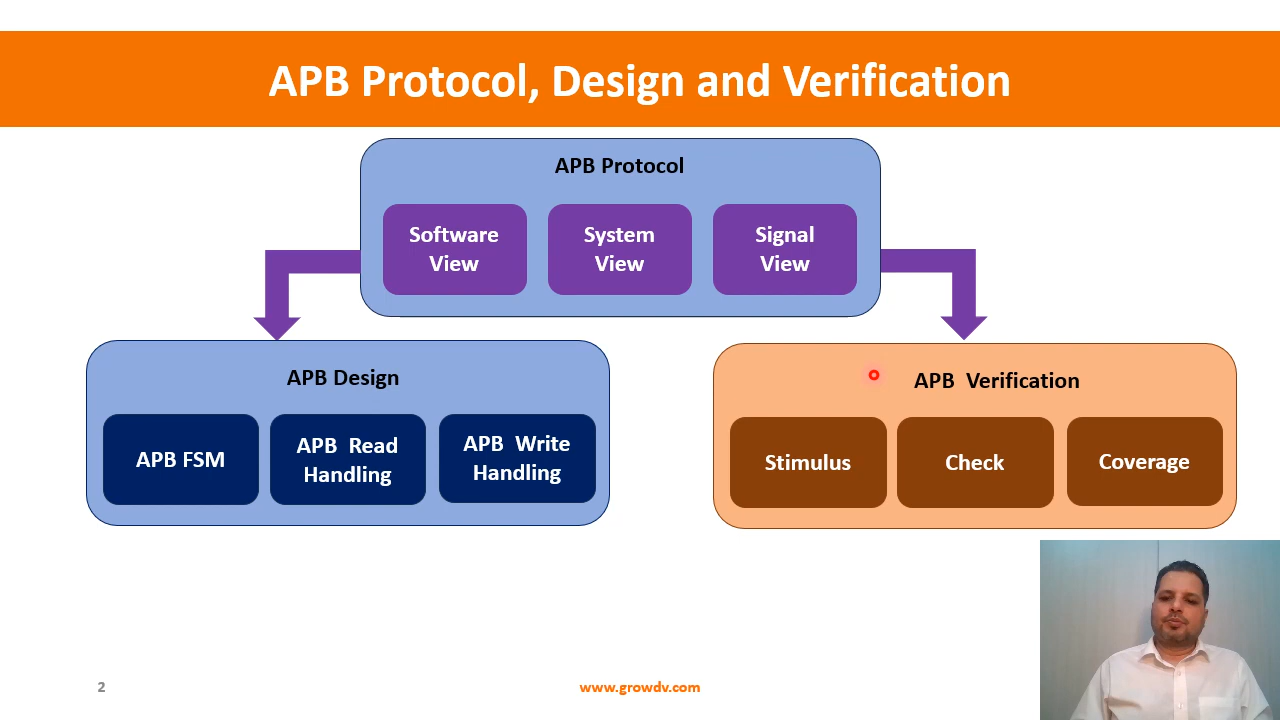 APB Protocol, Design and Verification
APB Protocol
Software
View
System
View
Signal
View
APB Design
APB FSM
APB Read
Handling
APB Write
Handling
APB Verification
Stimulus
Check
Coverage
2
www.growdv.com